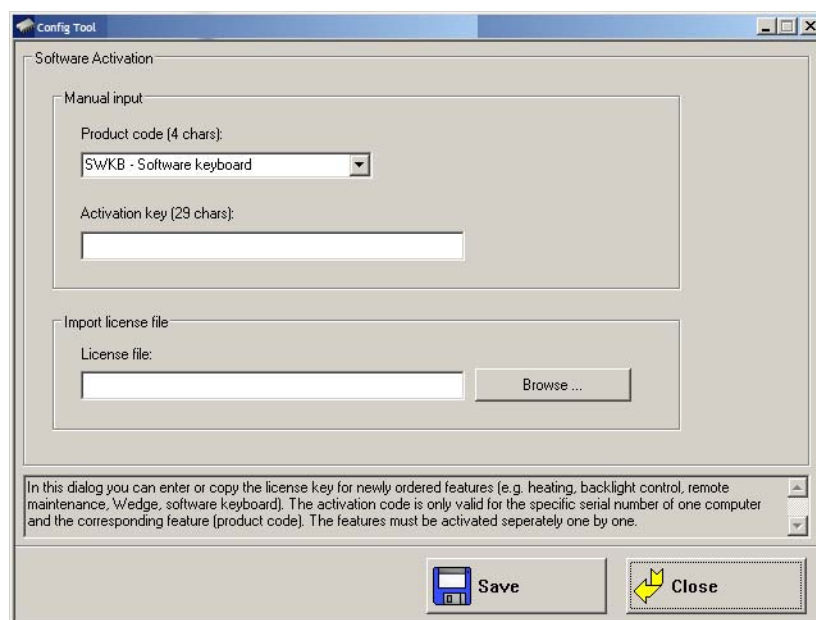 Config Tool
Software Activation
Manual input
Product code (4 chars):
SWKB - Software keyboard
Activation key (29 chars):
Import license file
License file:
Browse ...
In this dialog you can enter or copy the license key for newly ordered features (e.g. heating, backlight control, remote
maintenance, Wedge, software keyboard). The activation code is only valid for the specific serial number of one computer
and the corresponding feature (product code). The features must be activated seperately one by one.
Save
Close